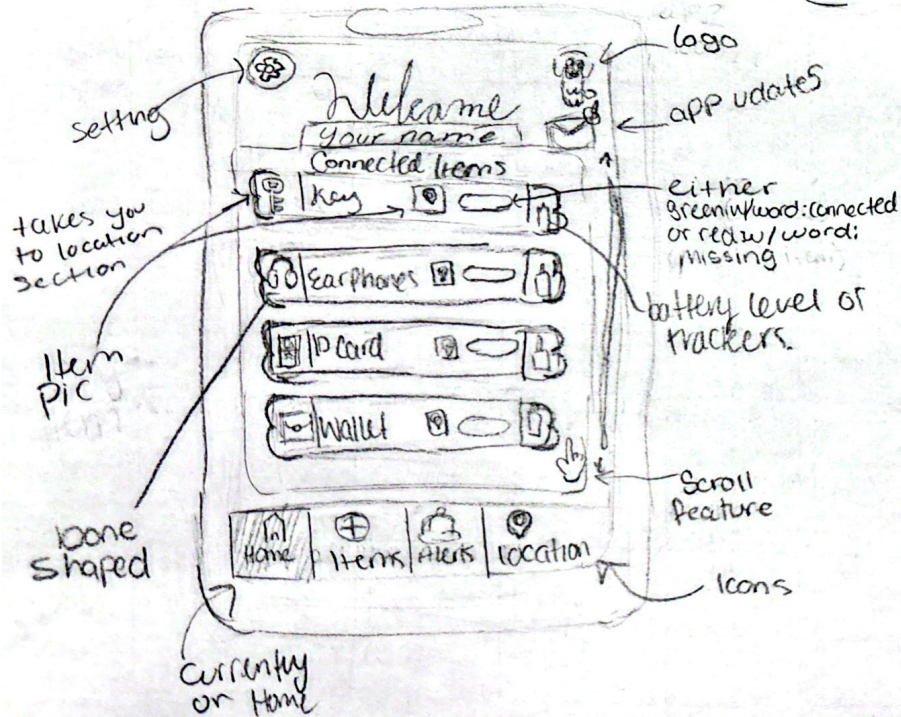 logo
Setting
Welcome
your name
app udates
Connected Items
Key
either
green w/ word: connected
or red w/ word:
missing
takes you
to location
section
Earphones
battery level of
trackers.
ID Card
Item
pic
Wallet
Scroll
feature
bone
shaped
Home
Items
Alerts
Location
Icons
Currently
on Home